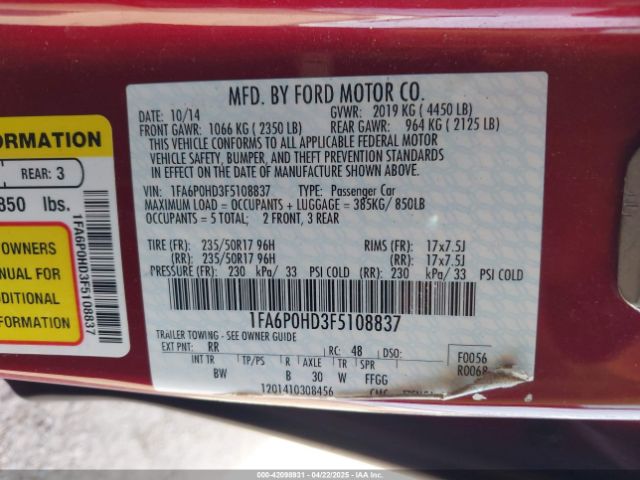 MFD. BY FORD MOTOR CO.
DATE: 10/14 GVWR: 2019 KG ( 4450 LB)
FRONT GAWR: 1066 KG ( 2350 LB) REAR GAWR: 964 KG ( 2125 LB)
THIS VEHICLE CONFORMS TO ALL APPLICABLE FEDERAL MOTOR
VEHICLE SAFETY, BUMPER, AND THEFT PREVENTION STANDARDS
IN EFFECT ON THE DATE OF MANUFACTURE SHOWN ABOVE.
VIN: 1FA6P0HD3F5108837 TYPE: Passenger Car
MAXIMUM LOAD = OCCUPANTS + LUGGAGE = 385KG/ 850LB
OCCUPANTS = 5 TOTAL; 2 FRONT, 3 REAR
TIRE (FR): 235/50R17 96H RIMS (FR): 17x7.5J
(RR): 235/50R17 96H (RR): 17x7.5J
PRESSURE (FR): 230 kPa/ 33 PSI COLD (RR): 230 kPa/ 33 PSI COLD
1FA6P0HD3F5108837
TRAILER TOWING - SEE OWNER GUIDE
EXT PNT: RR RC: 48 DSO: F0056
INT TR TP/PS R AXLE TR SPR R0068
BW B 30 W FFGG
1201410308456
ORMATION
REAR: 3
850 lbs.
OWNERS
NUAL FOR
DITIONAL
ORMATION
1FA6P0HD3F5108837
000-42098831 - 04/22/2025 - IAAI.COM